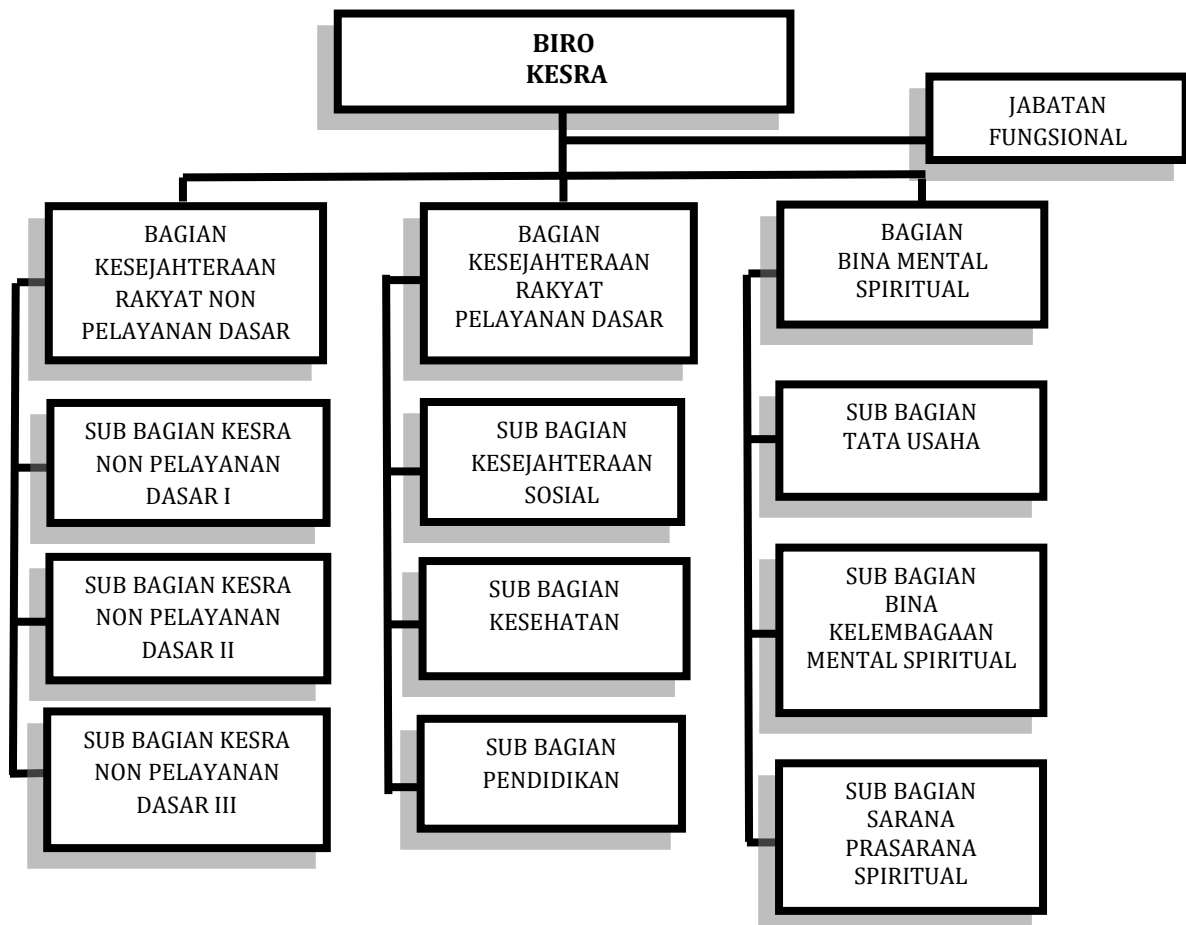 BIRO
KESRA
JABATAN
FUNGSIONAL
BAGIAN
KESEJAHTERAAN
RAKYAT NON
PELAYANAN DASAR
BAGIAN
KESEJAHTERAAN
RAKYAT
PELAYANAN DASAR
BAGIAN
BINA MENTAL
SPIRITUAL
SUB BAGIAN KESRA
NON PELAYANAN
DASAR I
SUB BAGIAN
KESEJAHTERAAN
SOSIAL
SUB BAGIAN
TATA USAHA
SUB BAGIAN KESRA
NON PELAYANAN
DASAR II
SUB BAGIAN
KESEHATAN
SUB BAGIAN
BINA
KELEMBAGAAN
MENTAL SPIRITUAL
SUB BAGIAN KESRA
NON PELAYANAN
DASAR III
SUB BAGIAN
PENDIDIKAN
SUB BAGIAN
SARANA
PRASARANA
SPIRITUAL